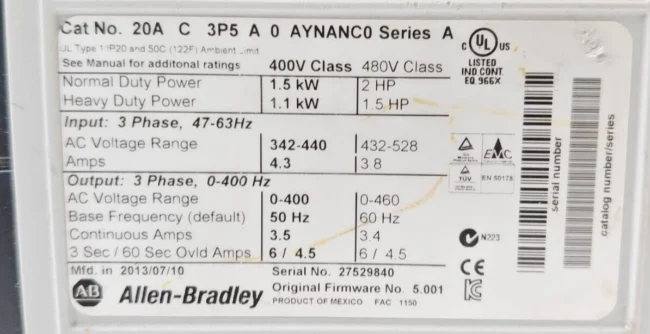 Cat No. 20A C 3P5 A 0 AYNANC0 Series A
UL Type 1 IP20 and 50C (122F) Ambient Limit
See Manual for additonal ratings 400V Class 480V Class
Normal Duty Power 1.5 kW 2 HP
Heavy Duty Power 1.1 kW 1.5 HP
Input: 3 Phase, 47-63Hz
AC Voltage Range 342-440 432-528
Amps 4.3 3.8
Output: 3 Phase, 0-400 Hz
AC Voltage Range 0-400 0-460
Base Frequency (default) 50 Hz 60 Hz
Continuous Amps 3.5 3.4
3 Sec / 60 Sec Ovld Amps 6 / 4.5 6 / 4.5
Mfd. in 2013/07/10 Serial No. 27529840
AB Allen-Bradley Original Firmware No. 5.001
PRODUCT OF MEXICO FAC 1150
c UL US
LISTED
IND CONT
EQ 966X
TÜV
EMC
EN 50178
N223
CE
serial number
catalog number/series